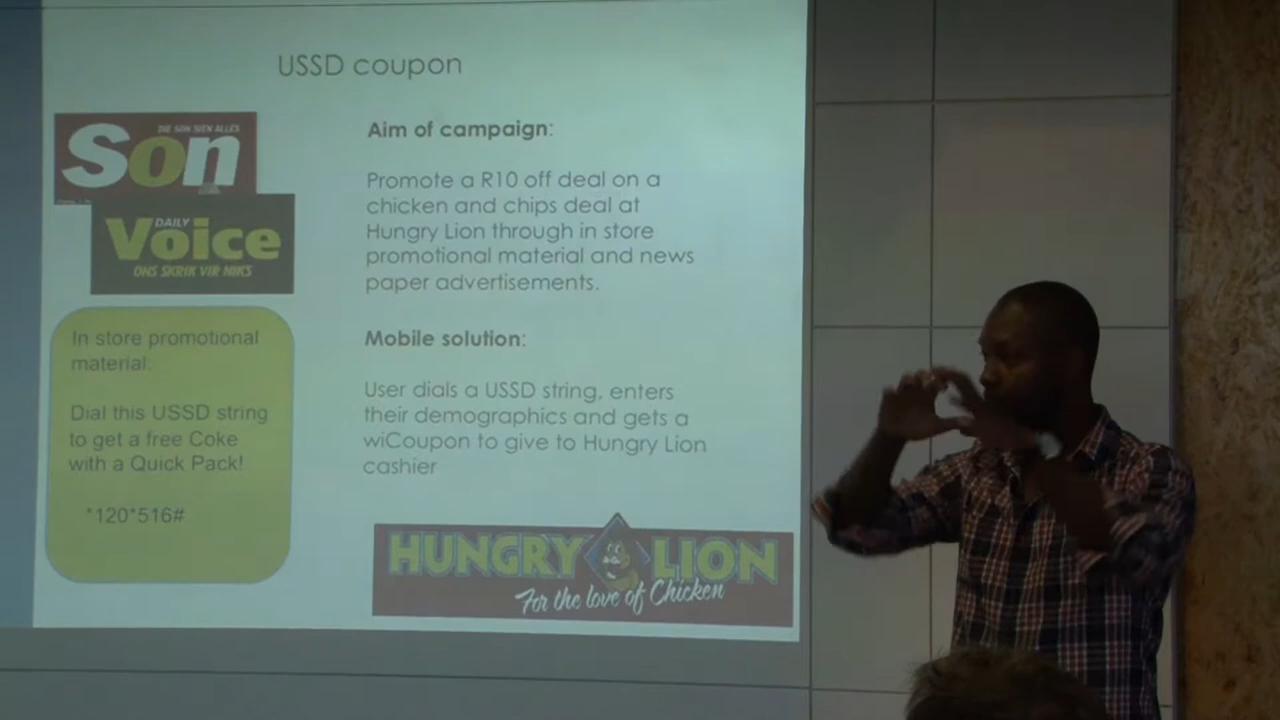 USSD coupon
DIE SON SIEN ALLES
Son
DAILY
Voice
ONS SKRIK VIR NIKS
In store promotional
material:
Dial this USSD string
to get a free Coke
with a Quick Pack!
*120*516#
Aim of campaign:
Promote a R10 off deal on a
chicken and chips deal at
Hungry Lion through in store
promotional material and news
paper advertisements.
Mobile solution:
User dials a USSD string, enters
their demographics and gets a
wiCoupon to give to Hungry Lion
cashier
HUNGRY LION
For the love of Chicken